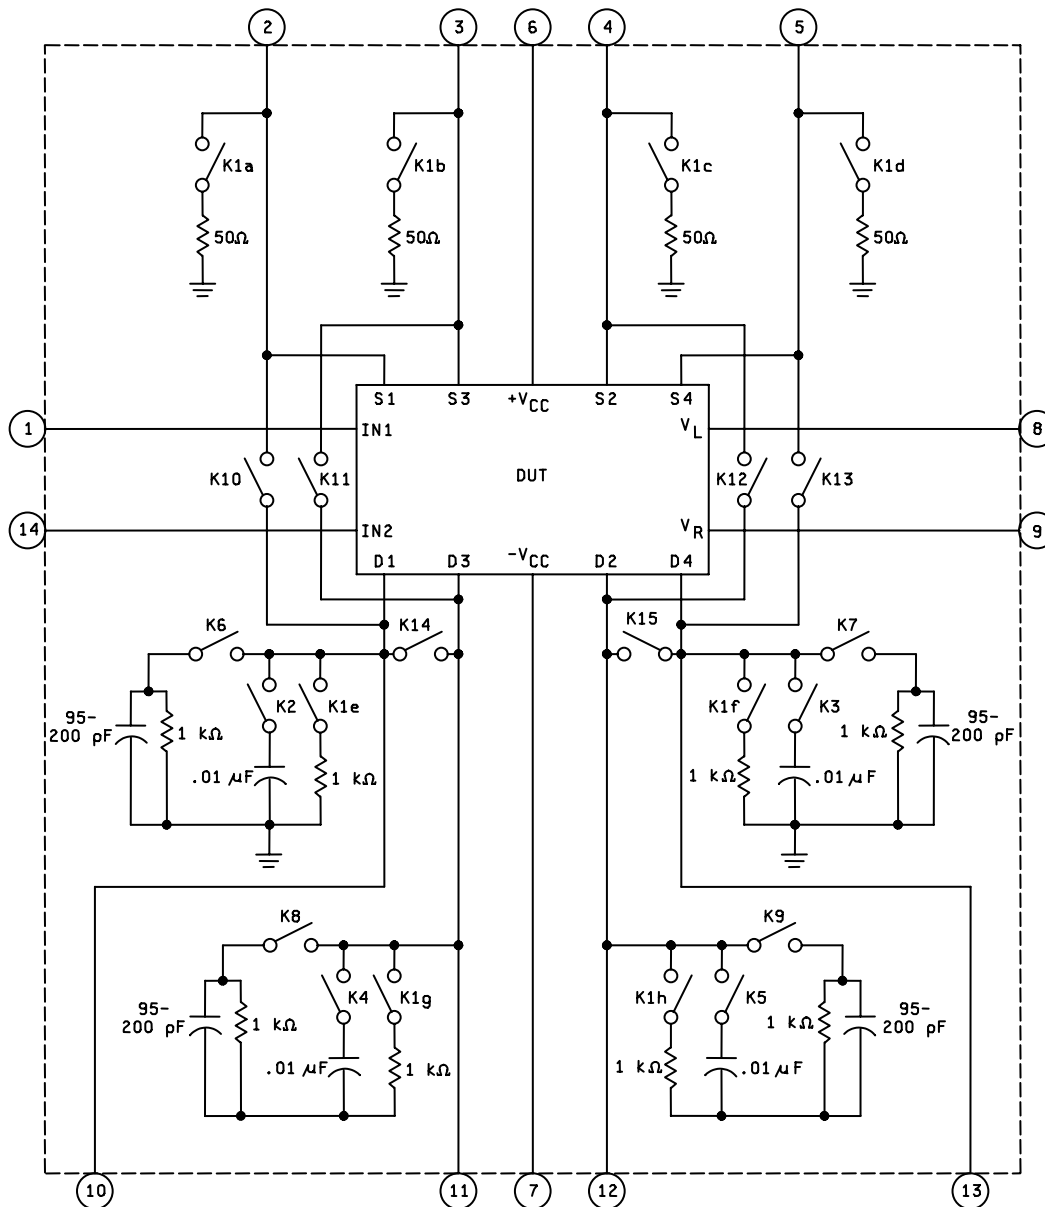 2 3 6 4 5
K1a K1b K1c K1d
50Ω 50Ω 50Ω 50Ω
S1 S3 +VCC S2 S4
1 IN1 VL 8
K10 K11 DUT K12 K13
14 IN2 VR 9
D1 D3 -VCC D2 D4
K6 K14 K15 K7
K2 K1e K1f K3
95-
200 pF
1 kΩ
.01 μF
1 kΩ
1 kΩ
.01 μF
1 kΩ
95-
200 pF
K8 K9
K4 K1g K1h K5
95-
200 pF
1 kΩ
.01 μF
1 kΩ
1 kΩ
.01 μF
1 kΩ
95-
200 pF
10 11 7 12 13